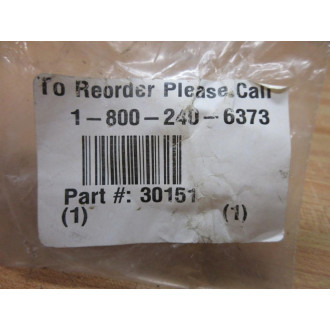 To Reorder Please Call
1-800-240-6373
Part #: 30151
(1) (1)